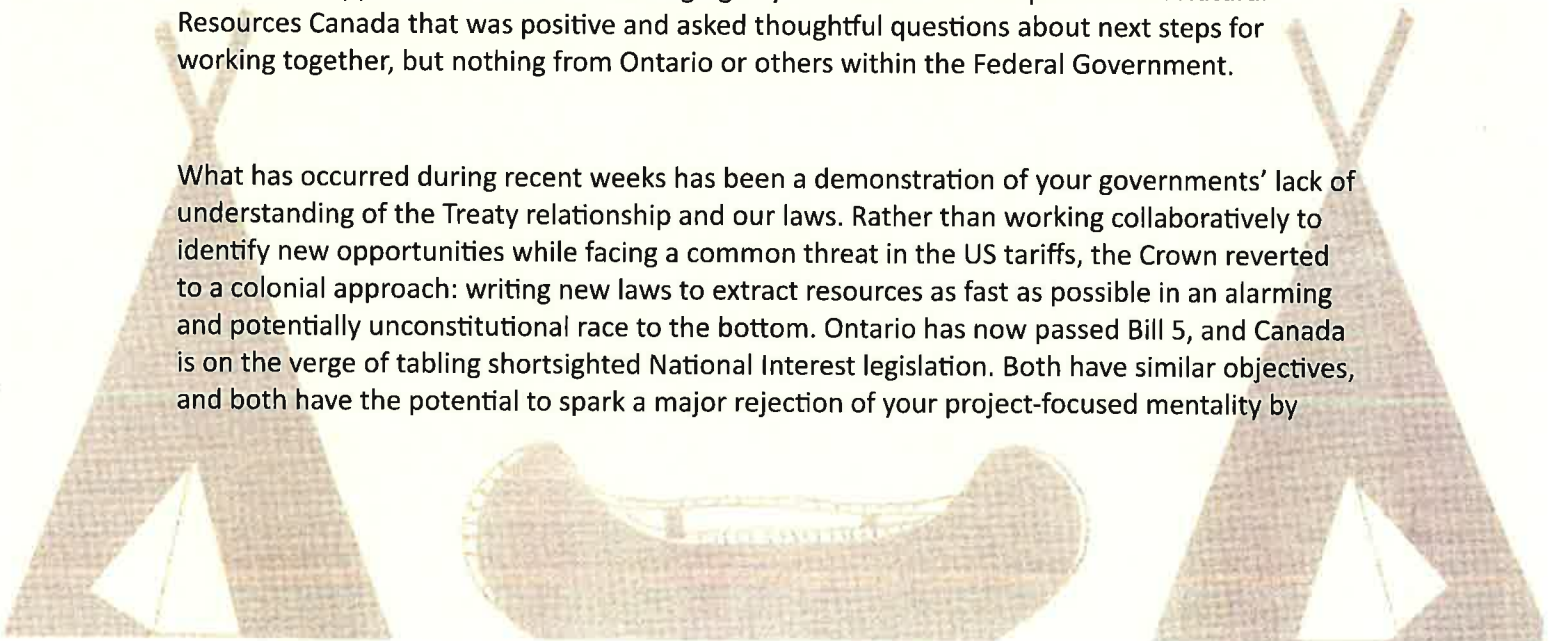 Resources Canada that was positive and asked thoughtful questions about next steps for
working together, but nothing from Ontario or others within the Federal Government.
What has occurred during recent weeks has been a demonstration of your governments' lack of
understanding of the Treaty relationship and our laws. Rather than working collaboratively to
identify new opportunities while facing a common threat in the US tariffs, the Crown reverted
to a colonial approach: writing new laws to extract resources as fast as possible in an alarming
and potentially unconstitutional race to the bottom. Ontario has now passed Bill 5, and Canada
is on the verge of tabling shortsighted National Interest legislation. Both have similar objectives,
and both have the potential to spark a major rejection of your project-focused mentality by